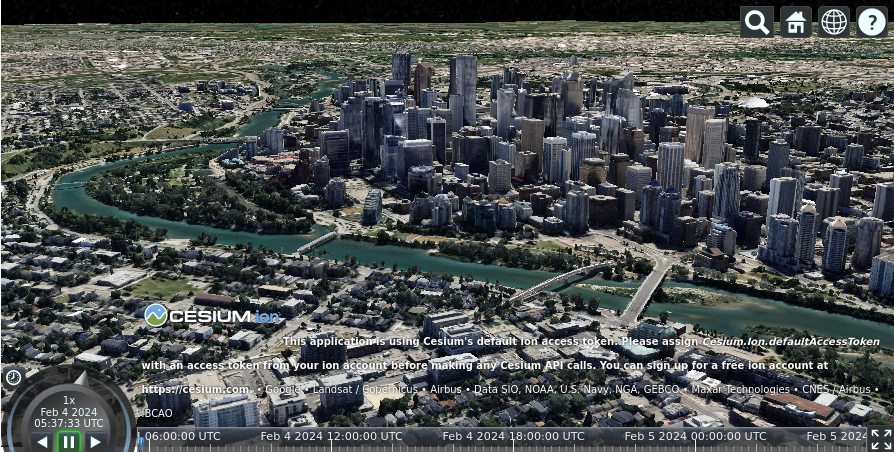 CESIUM ion
This application is using Cesium's default ion access token. Please assign Cesium.Ion.defaultAccessToken
with an access token from your ion account before making any Cesium API calls. You can sign up for a free ion account at
https://cesium.com. • Google • Landsat / Copernicus • Airbus • Data SIO, NOAA, U.S. Navy, NGA, GEBCO • Maxar Technologies • CNES / Airbus •
IBCAO
1x
Feb 4 2024
05:37:33 UTC
06:00:00 UTC
Feb 4 2024 12:00:00 UTC
Feb 4 2024 18:00:00 UTC
Feb 5 2024 00:00:00 UTC
Feb 5 2024